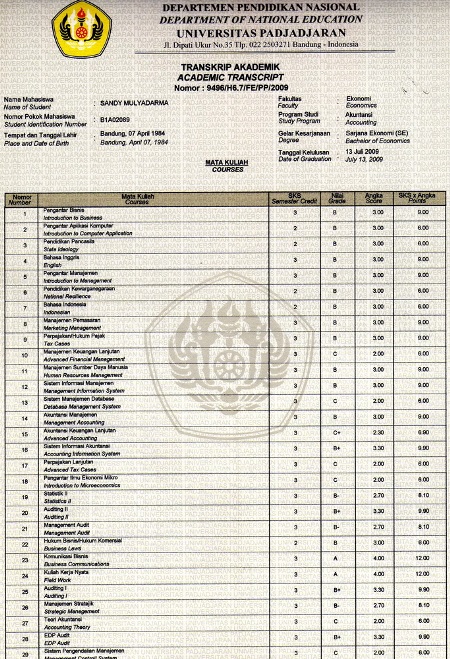 DEPARTEMEN PENDIDIKAN NASIONAL
DEPARTMENT OF NATIONAL EDUCATION
UNIVERSITAS PADJADJARAN
Jl. Dipati Ukur No.35 Tlp. 022 2503271 Bandung - Indonesia
TRANSKRIP AKADEMIK
ACADEMIC TRANSCRIPT
Nomor : 9496/H6.7/FE/PP/2009
Nama Mahasiswa : SANDY MULYADARMA
Name of Student
Nomor Pokok Mahasiswa : B1A02089
Student Identification Number
Tempat dan Tanggal Lahir : Bandung, 07 April 1984
Place and Date of Birth Bandung, April 07, 1984
Fakultas : Ekonomi
Faculty Economics
Program Studi : Akuntansi
Study Program Accounting
Gelar Kesarjanaan : Sarjana Ekonomi (SE)
Degree Bachelor of Economics
Tanggal Kelulusan : 13 Juli 2009
Date of Graduation July 13, 2009
MATA KULIAH
COURSES
Nomor Mata Kuliah SKS Nilai Angka SKS x Angka
Number Courses Semester Credit Grade Score Points
1 Pengantar Bisnis 3 B 3.00 9.00
Introduction to Business
2 Pengantar Aplikasi Komputer 2 B 3.00 6.00
Introduction to Computer Application
3 Pendidikan Pancasila 2 B 3.00 6.00
State Ideology
4 Bahasa Inggris 3 B 3.00 9.00
English
5 Pengantar Manajemen 3 B 3.00 9.00
Introduction to Management
6 Pendidikan Kewarganegaraan 2 B 3.00 6.00
National Resilience
7 Bahasa Indonesia 2 B 3.00 6.00
Indonesian
8 Manajemen Pemasaran 3 B 3.00 9.00
Marketing Management
9 Perpajakan/Hukum Pajak 3 B 3.00 9.00
Tax Cases
10 Manajemen Keuangan Lanjutan 3 C 2.00 6.00
Advanced Financial Management
11 Manajemen Sumber Daya Manusia 3 B 3.00 9.00
Human Resources Management
12 Sistem Informasi Manajemen 3 B 3.00 9.00
Management Information System
13 Sistem Manajemen Database 3 C 2.00 6.00
Database Management System
14 Akuntansi Manajemen 3 B 3.00 9.00
Management Accounting
15 Akuntansi Keuangan Lanjutan 3 C+ 2.30 6.90
Advanced Accounting
16 Sistem Informasi Akuntansi 3 B+ 3.30 9.90
Accounting Information System
17 Perpajakan Lanjutan 3 C 2.00 6.00
Advanced Tax Cases
18 Pengantar Ilmu Ekonomi Mikro 3 C 2.00 6.00
Introduction to Microeconomics
19 Statistik II 3 B- 2.70 8.10
Statistics II
20 Auditing II 3 B+ 3.30 9.90
Auditing II
21 Management Audit 3 B- 2.70 8.10
Management Audit
22 Hukum Bisnis/Hukum Komersial 2 B 3.00 6.00
Business Laws
23 Komunikasi Bisnis 3 A 4.00 12.00
Business Communications
24 Kuliah Kerja Nyata 3 A 4.00 12.00
Field Work
25 Auditing I 3 B+ 3.30 9.90
Auditing I
26 Manajemen Stratejik 3 B- 2.70 8.10
Strategic Management
27 Teori Akuntansi 3 C 2.00 6.00
Accounting Theory
28 EDP Audit 3 B+ 3.30 9.90
EDP Audit
29 Sistem Pengendalian Manajemen 3 C 2.00 6.00
Management Control System